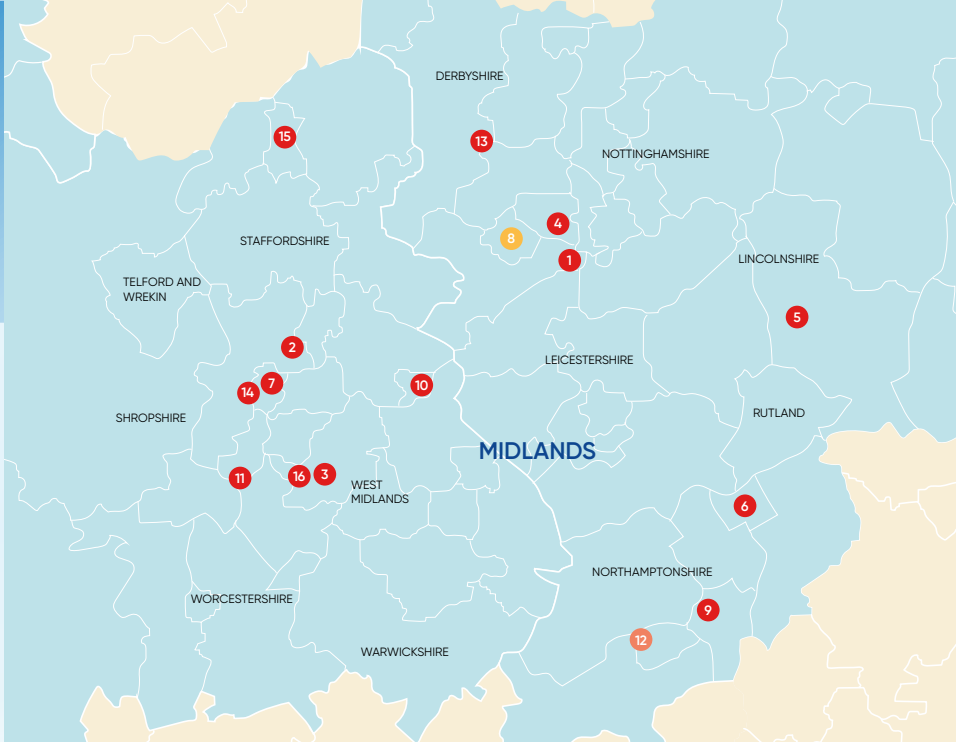 DERBYSHIRE
15
13
NOTTINGHAMSHIRE
4
8
STAFFORDSHIRE
1
LINCOLNSHIRE
TELFORD AND
WREKIN
5
2
LEICESTERSHIRE
7
10
14
SHROPSHIRE
RUTLAND
MIDLANDS
11
16
3
WEST
MIDLANDS
6
NORTHAMPTONSHIRE
WORCESTERSHIRE
9
12
WARWICKSHIRE